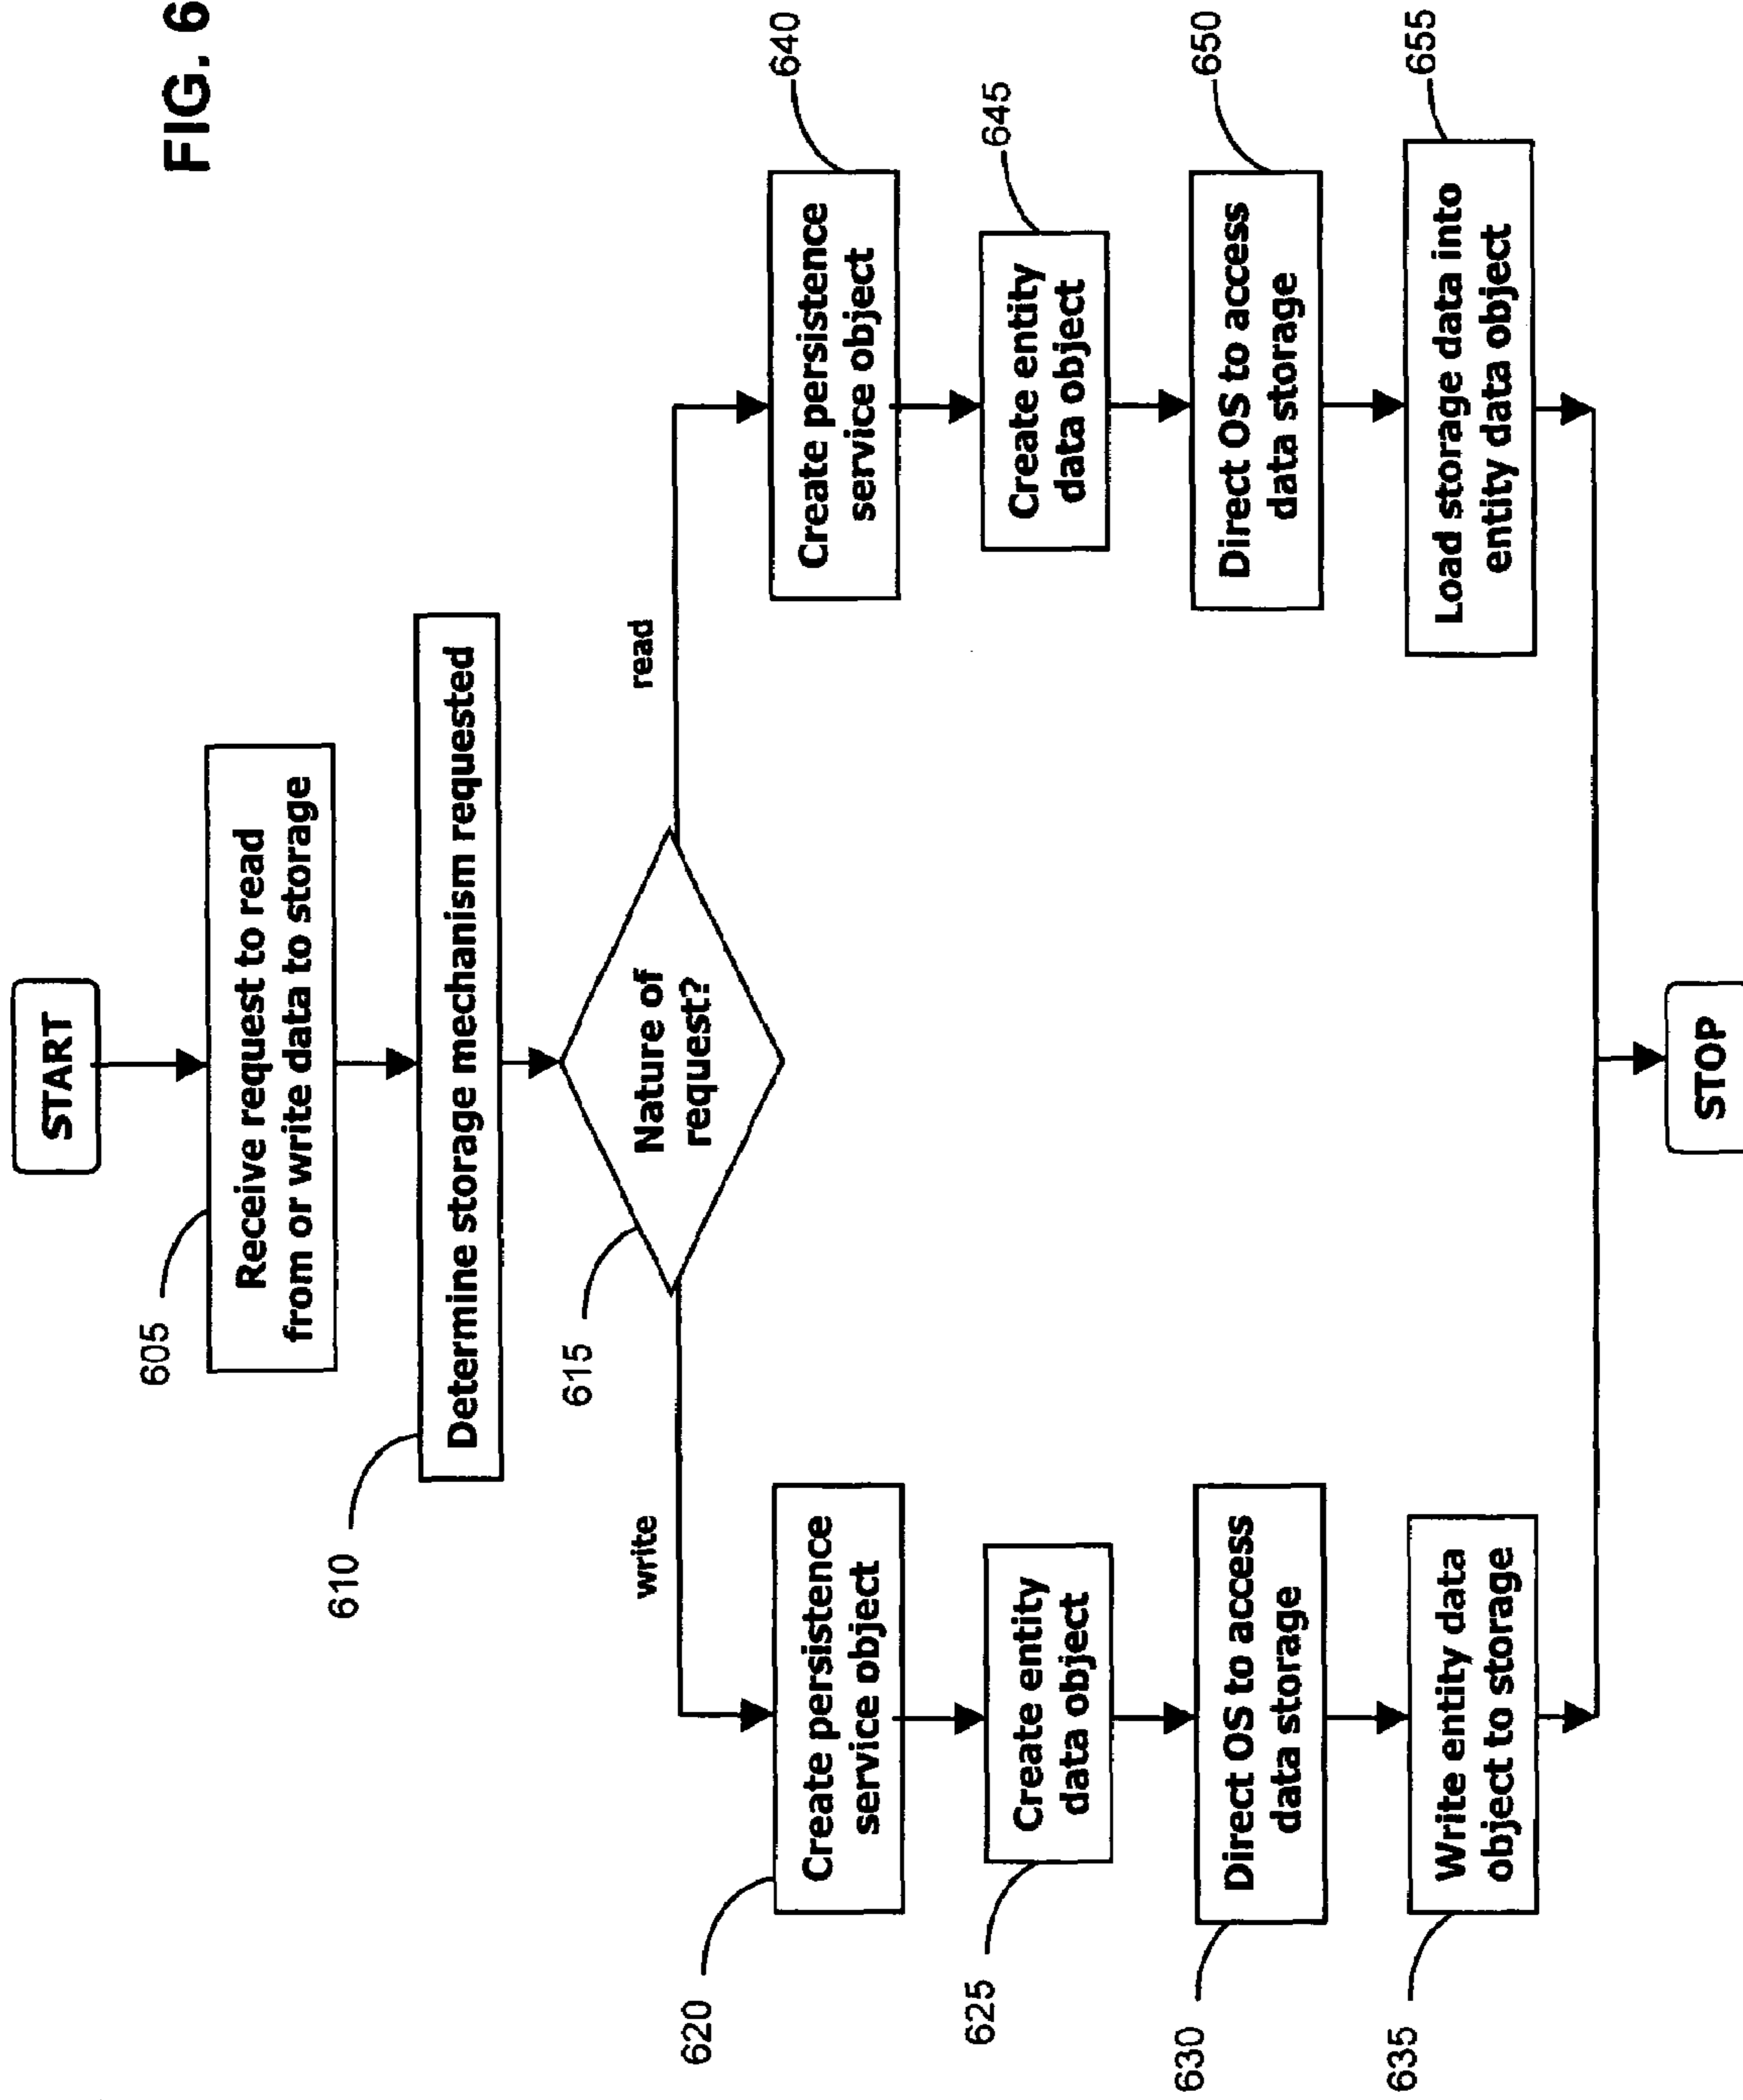 FIG. 6
START
605
Receive request to read
from or write data to storage
610
Determine storage mechanism requested
615
Nature of
request?
write
read
620
Create persistence
service object
625
Create entity
data object
630
Direct OS to access
data storage
635
Write entity data
object to storage
640
Create persistence
service object
645
Create entity
data object
650
Direct OS to access
data storage
655
Load storage data into
entity data object
STOP